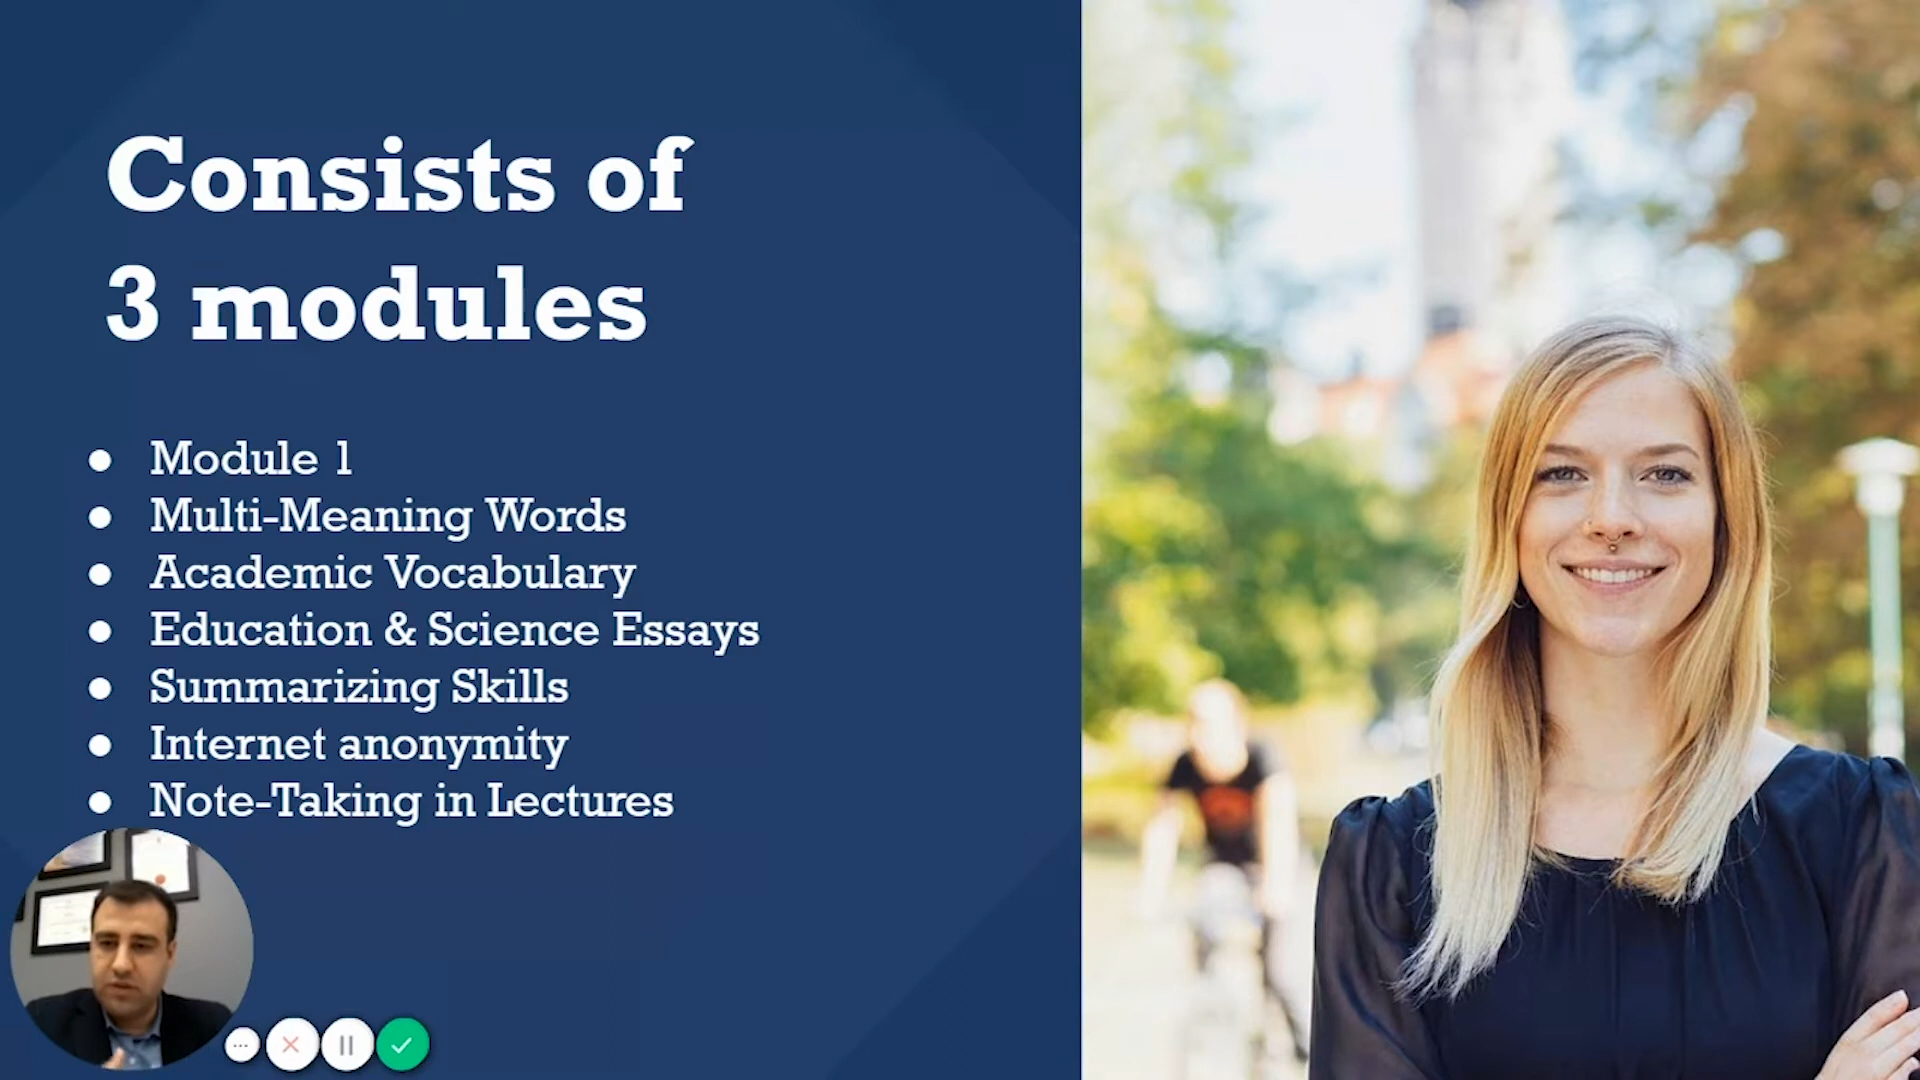 Consists of
3 modules
Module 1
Multi-Meaning Words
Academic Vocabulary
Education & Science Essays
Summarizing Skills
Internet anonymity
Note-Taking in Lectures